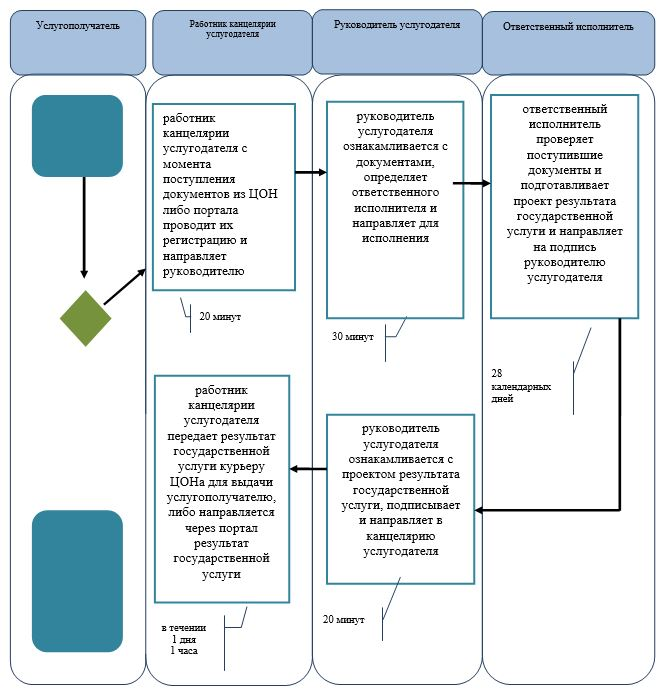 Услугополучатель
Работник канцелярии
услугодателя
Руководитель услугодателя
Ответственный исполнитель
работник
канцелярии
услугодателя с
момента
поступления
документов из ЦОН
либо портала
проводит их
регистрацию и
направляет
руководителю
20 минут
руководитель
услугодателя
ознакамливается с
документами,
определяет
ответственного
исполнителя и
направляет для
исполнения
30 минут
ответственный
исполнитель
проверяет
поступившие
документы и
подготавливает
проект результата
государственной
услуги и направляет
на подпись
руководителю
услугодателя
28
календарных
дней
руководитель
услугодателя
ознакамливается с
проектом результата
государственной
услуги, подписывает
и направляет в
канцелярию
услугодателя
20 минут
работник
канцелярии
услугодателя
передает результат
государственной
услуги курьеру
ЦОНа для выдачи
услугополучателю,
либо направляется
через портал
результат
государственной
услуги
в течении
1 дня
1 часа